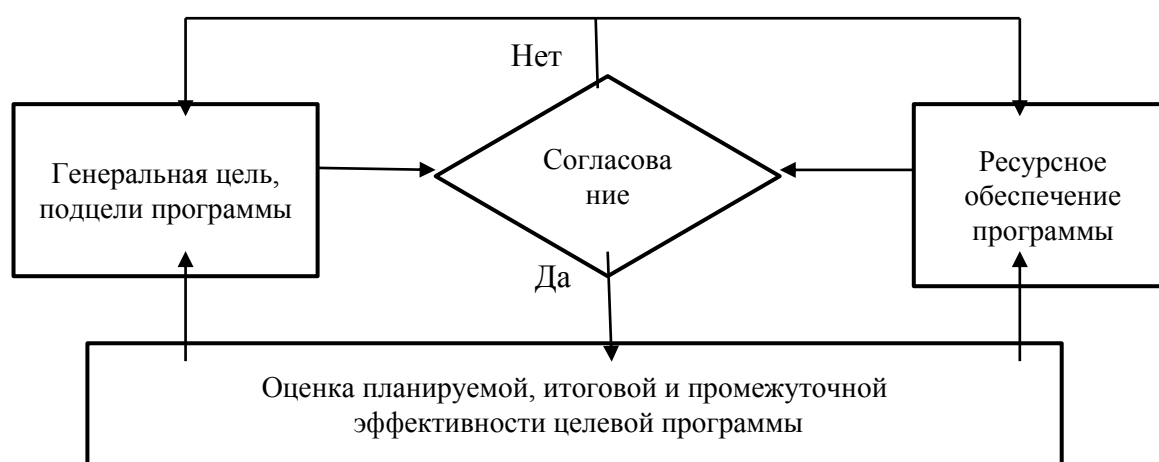 Нет
Генеральная цель,
подцели программы
Согласова
ние
Ресурсное
обеспечение
программы
Да
Оценка планируемой, итоговой и промежуточной
эффективности целевой программы